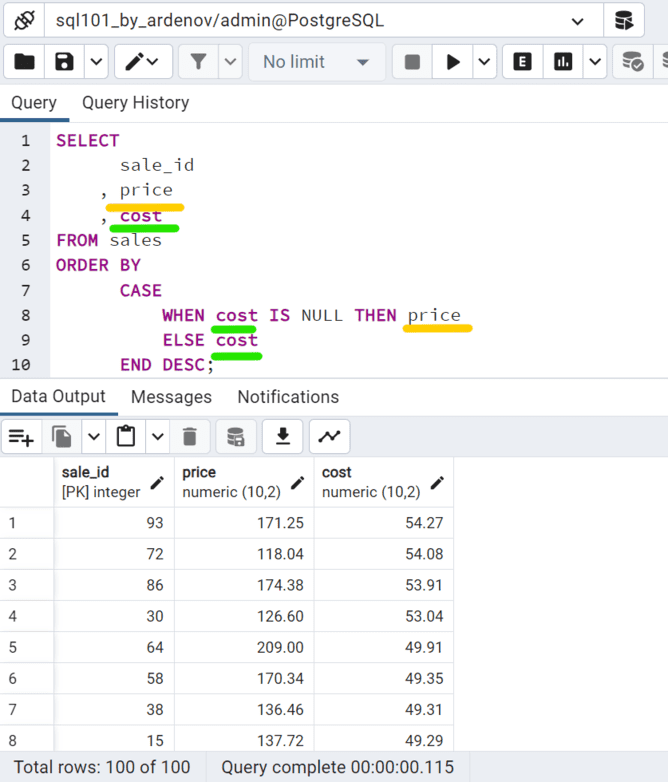 sql101_by_ardenov/admin@PostgreSQL
No limit
E
Query Query History
1 SELECT
2 sale_id
3 , price
4 , cost
5 FROM sales
6 ORDER BY
7 CASE
8 WHEN cost IS NULL THEN price
9 ELSE cost
10 END DESC;
Data Output Messages Notifications
sale_id price cost
[PK] integer numeric (10,2) numeric (10,2)
1 93 171.25 54.27
2 72 118.04 54.08
3 86 174.38 53.91
4 30 126.60 53.04
5 64 209.00 49.91
6 58 170.34 49.35
7 38 136.46 49.31
8 15 137.72 49.29
Total rows: 100 of 100 Query complete 00:00:00.115